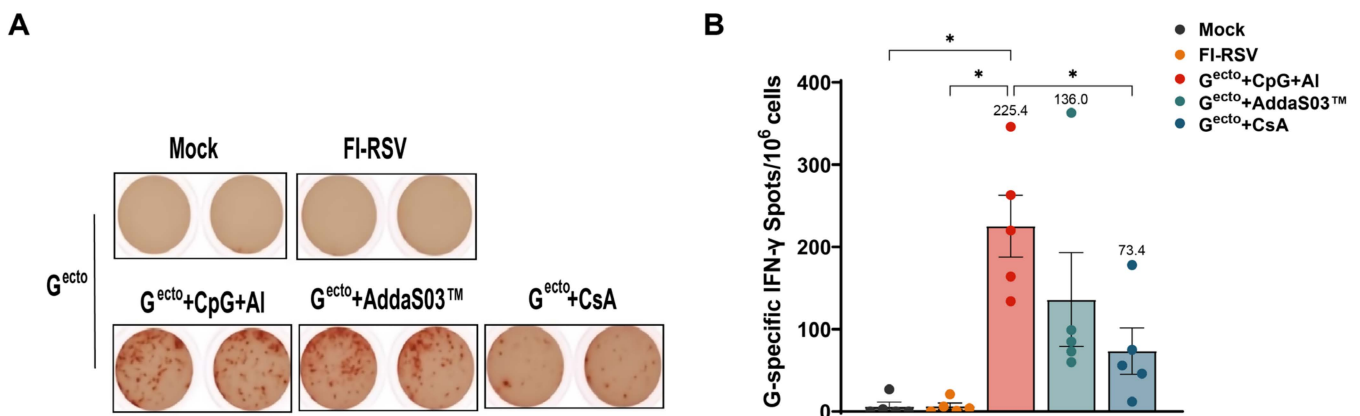 A
Mock FI-RSV
G^ecto
G^ecto+CpG+Al G^ecto+AddaS03™ G^ecto+CsA
B
Mock
FI-RSV
G^ecto+CpG+Al
G^ecto+AddaS03™
G^ecto+CsA
G-specific IFN-γ Spots/10^6 cells
400
300
200
100
0
*
* *
225.4 136.0
73.4